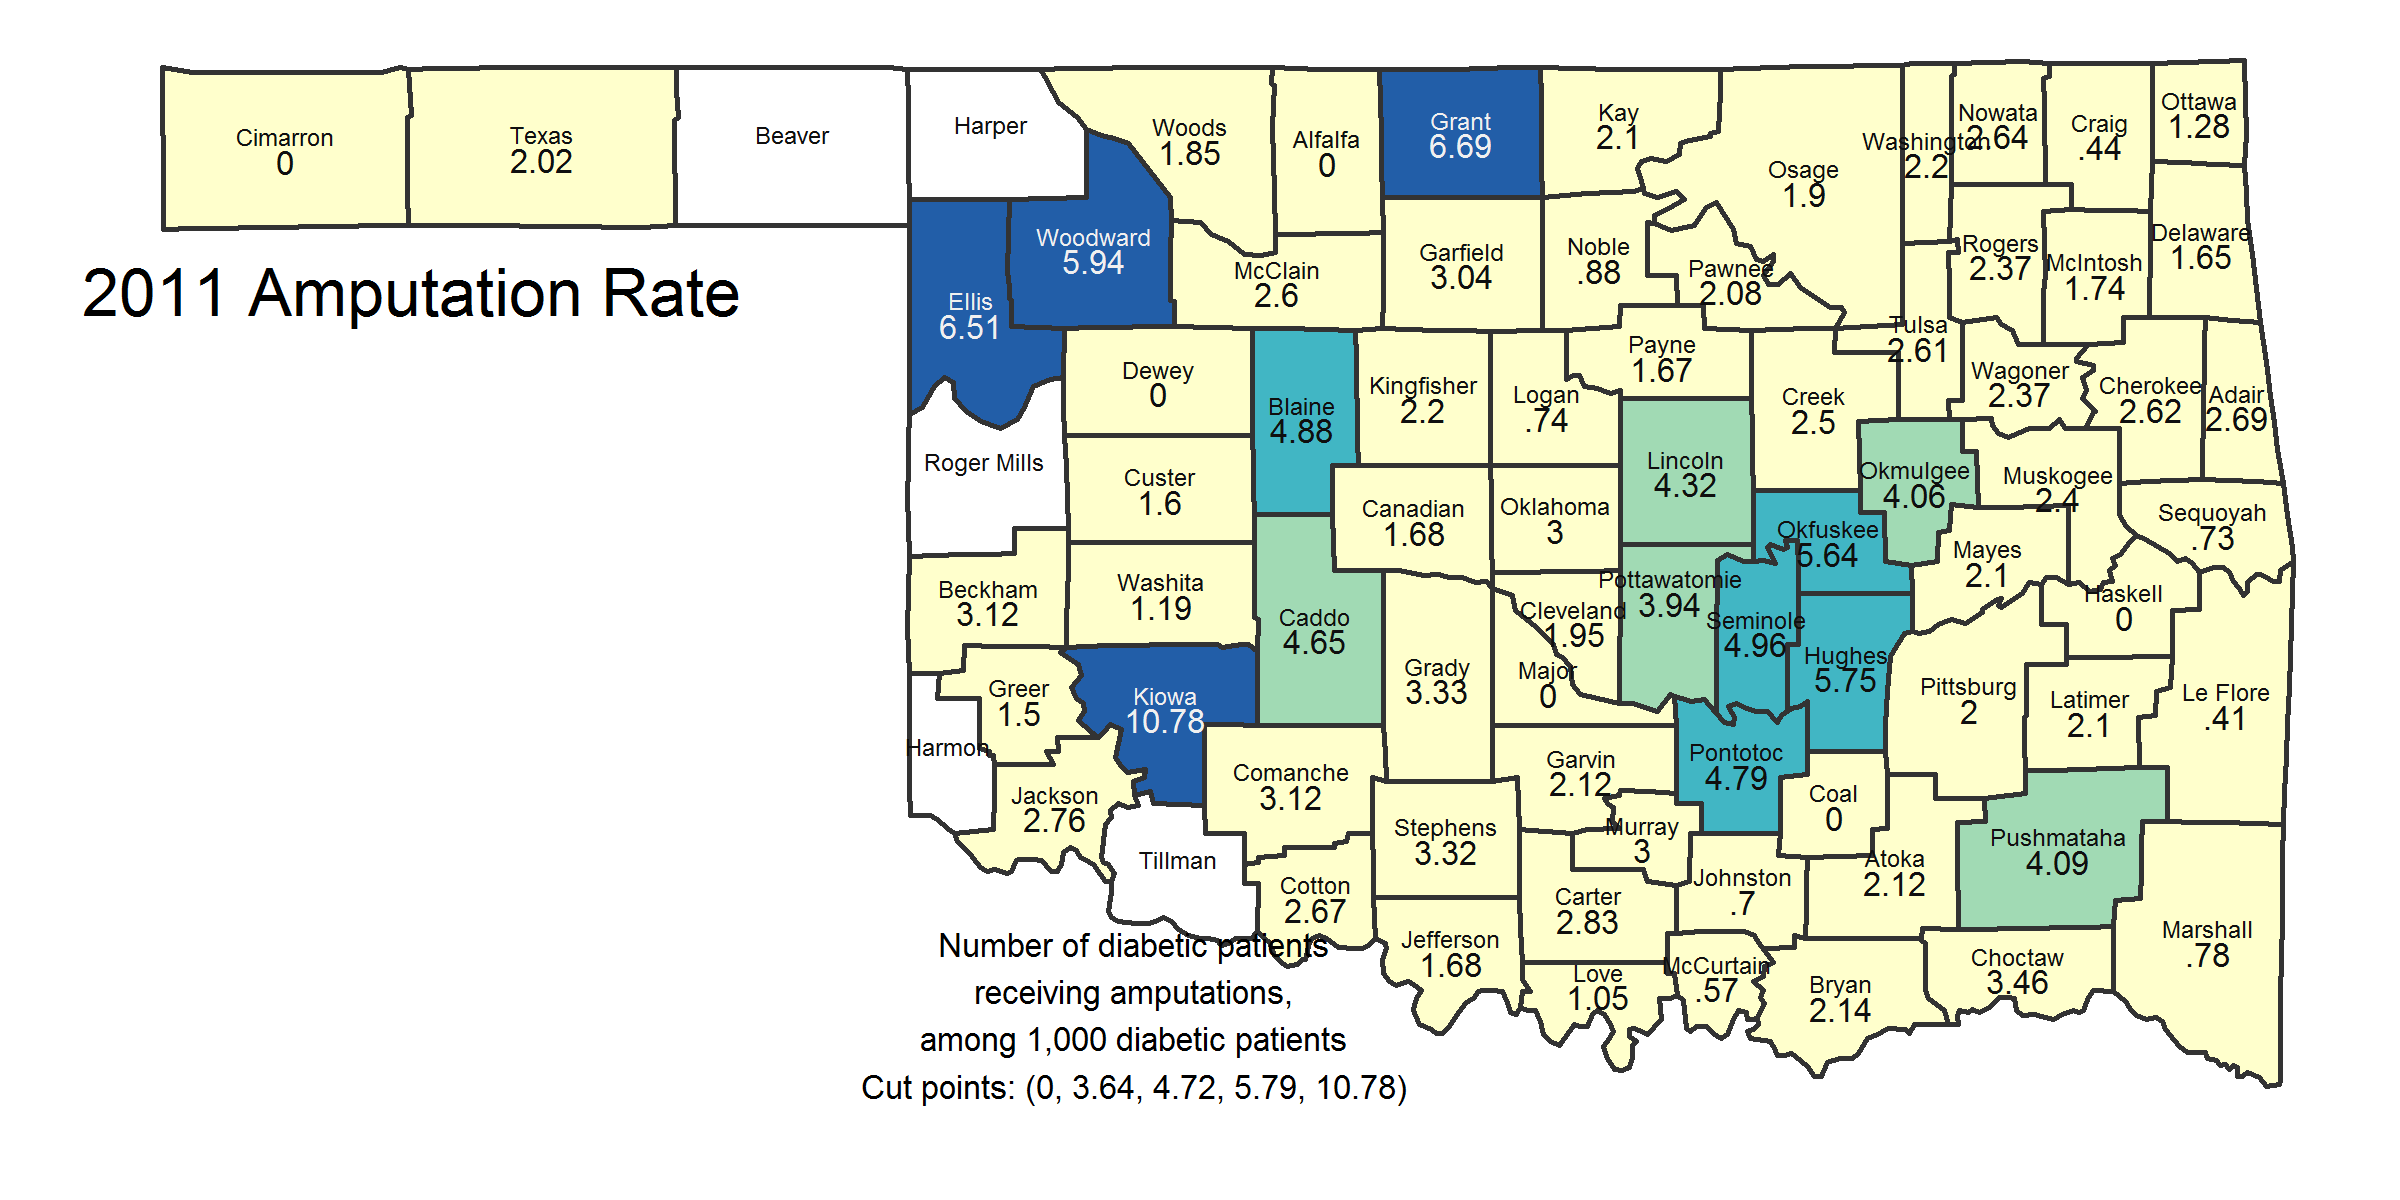 Cimarron
0
Texas
2.02
Beaver
Harper
Woods
1.85
Alfalfa
0
Grant
6.69
Kay
2.1
Osage
1.9
Washington
2.2
Nowata
2.64
Craig
.44
Ottawa
1.28
2011 Amputation Rate
Ellis
6.51
Woodward
5.94
McClain
2.6
Garfield
3.04
Noble
.88
Pawnee
2.08
Rogers
2.37
McIntosh
1.74
Delaware
1.65
Tulsa
2.61
Dewey
0
Blaine
4.88
Kingfisher
2.2
Logan
.74
Payne
1.67
Creek
2.5
Wagoner
2.37
Cherokee
2.62
Adair
2.69
Roger Mills
Custer
1.6
Canadian
1.68
Oklahoma
3
Lincoln
4.32
Okmulgee
4.06
Muskogee
2.4
Sequoyah
.73
Okfuskee
5.64
Mayes
2.1
Beckham
3.12
Washita
1.19
Caddo
4.65
Cleveland
1.95
Pottawatomie
3.94
Seminole
4.96
Haskell
0
Hughes
5.75
Greer
1.5
Kiowa
10.78
Grady
3.33
Major
0
Pittsburg
2
Latimer
2.1
Le Flore
.41
Harmon
Jackson
2.76
Comanche
3.12
Garvin
2.12
Pontotoc
4.79
Coal
0
Tillman
Stephens
3.32
Murray
3
Johnston
.7
Atoka
2.12
Pushmataha
4.09
Cotton
2.67
Carter
2.83
Jefferson
1.68
Love
1.05
McCurtain
.57
Bryan
2.14
Choctaw
3.46
Marshall
.78
Number of diabetic patients
receiving amputations,
among 1,000 diabetic patients
Cut points: (0, 3.64, 4.72, 5.79, 10.78)